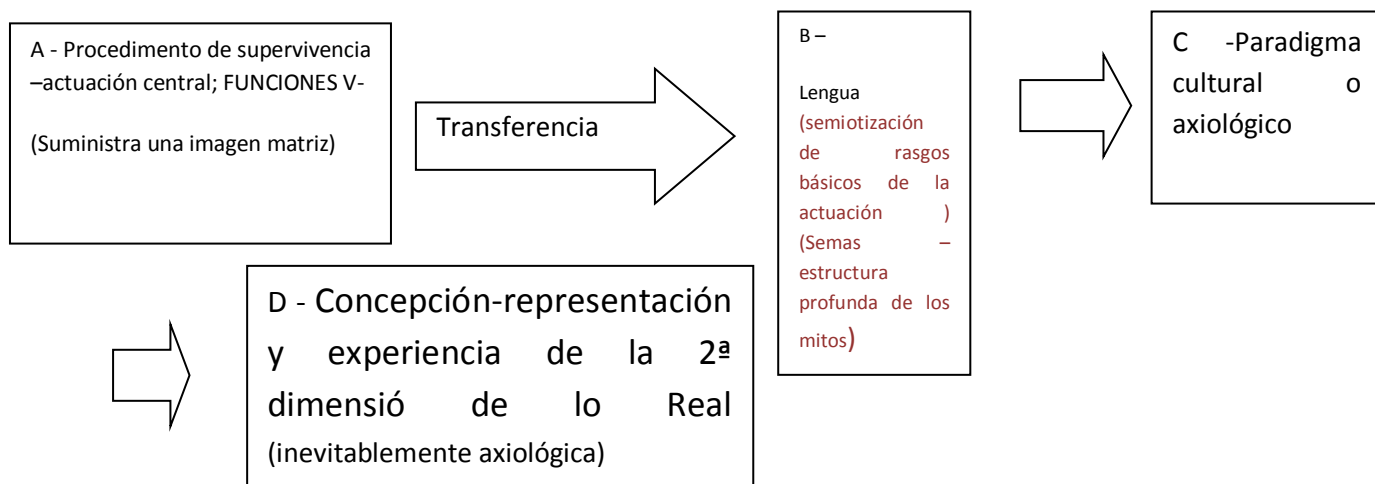 A - Procedimento de supervivencia
–actuación central; FUNCIONES V-
(Suministra una imagen matriz)
Transferencia
B –
Lengua
(semiotización
de rasgos
básicos de la
actuación )
(Semas –
estructura
profunda de los
mitos)
C -Paradigma
cultural o
axiológico
D - Concepción-representación
y experiencia de la 2ª
dimensió de lo Real
(inevitablemente axiológica)